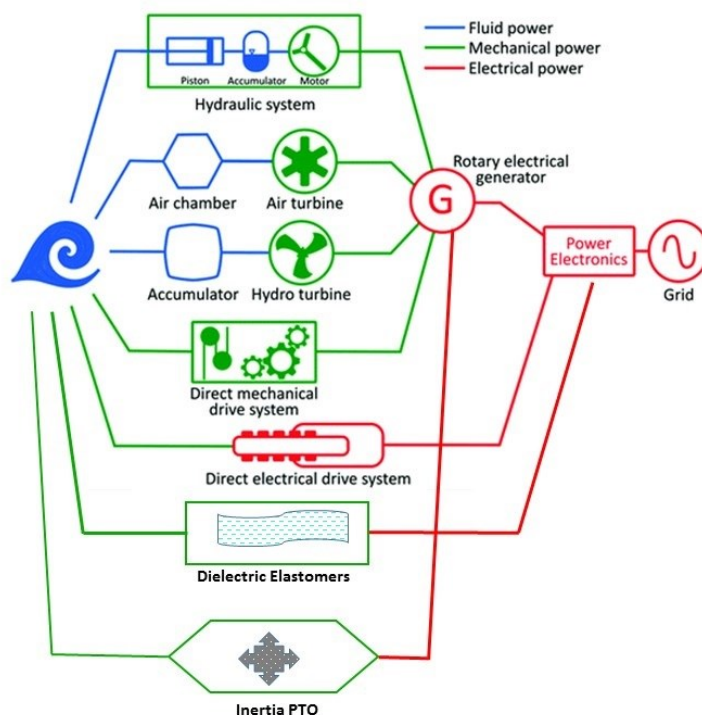 Fluid power
Mechanical power
Electrical power
Piston Accumulator Motor
Hydraulic system
Air chamber
Air turbine
Rotary electrical
generator
G
Accumulator
Hydro turbine
Power
Electronics
Grid
Direct mechanical
drive system
Direct electrical drive system
Dielectric Elastomers
Inertia PTO